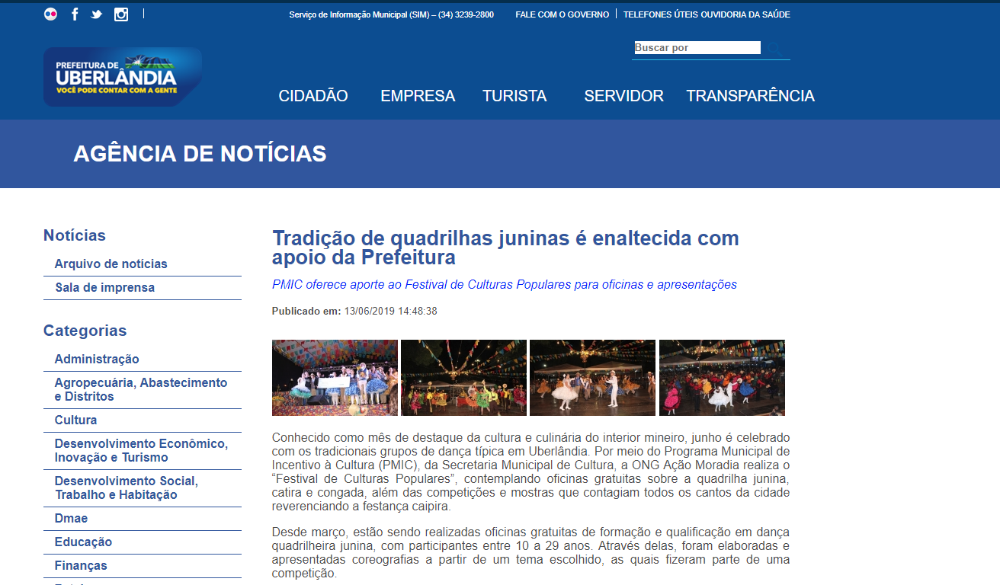 Serviço de Informação Municipal (SIM) – (34) 3239-2800 FALE COM O GOVERNO TELEFONES ÚTEIS OUVIDORIA DA SAÚDE
Buscar por
PREFEITURA DE
UBERLÂNDIA
VOCÊ PODE CONTAR COM A GENTE
CIDADÃO EMPRESA TURISTA SERVIDOR TRANSPARÊNCIA
AGÊNCIA DE NOTÍCIAS
Notícias
Arquivo de notícias
Sala de imprensa
Categorias
Administração
Agropecuária, Abastecimento
e Distritos
Cultura
Desenvolvimento Econômico,
Inovação e Turismo
Desenvolvimento Social,
Trabalho e Habitação
Dmae
Educação
Finanças
Tradição de quadrilhas juninas é enaltecida com
apoio da Prefeitura
PMIC oferece aporte ao Festival de Culturas Populares para oficinas e apresentações
Publicado em: 13/06/2019 14:48:38
Conhecido como mês de destaque da cultura e culinária do interior mineiro, junho é celebrado
com os tradicionais grupos de dança típica em Uberlândia. Por meio do Programa Municipal de
Incentivo à Cultura (PMIC), da Secretaria Municipal de Cultura, a ONG Ação Moradia realiza o
“Festival de Culturas Populares”, contemplando oficinas gratuitas sobre a quadrilha junina,
catira e congada, além das competições e mostras que contagiam todos os cantos da cidade
reverenciando a festança caipira.
Desde março, estão sendo realizadas oficinas gratuitas de formação e qualificação em dança
quadrilheira junina, com participantes entre 10 a 29 anos. Através delas, foram elaboradas e
apresentadas coreografias a partir de um tema escolhido, as quais fizeram parte de uma
competição.